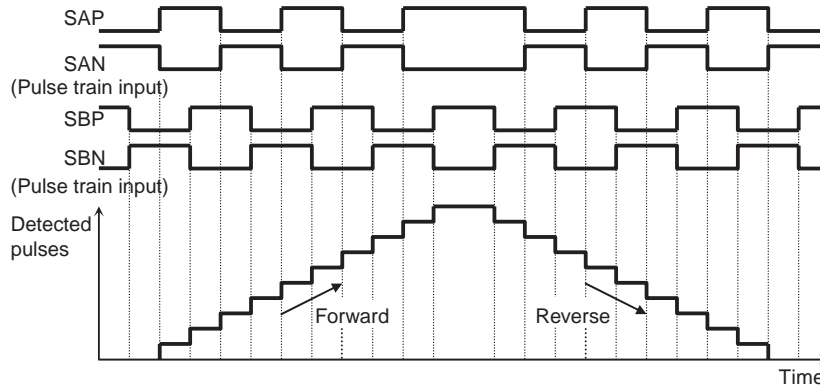 SAP
SAN
(Pulse train input)
SBP
SBN
(Pulse train input)
Detected
pulses
Forward
Reverse
Time